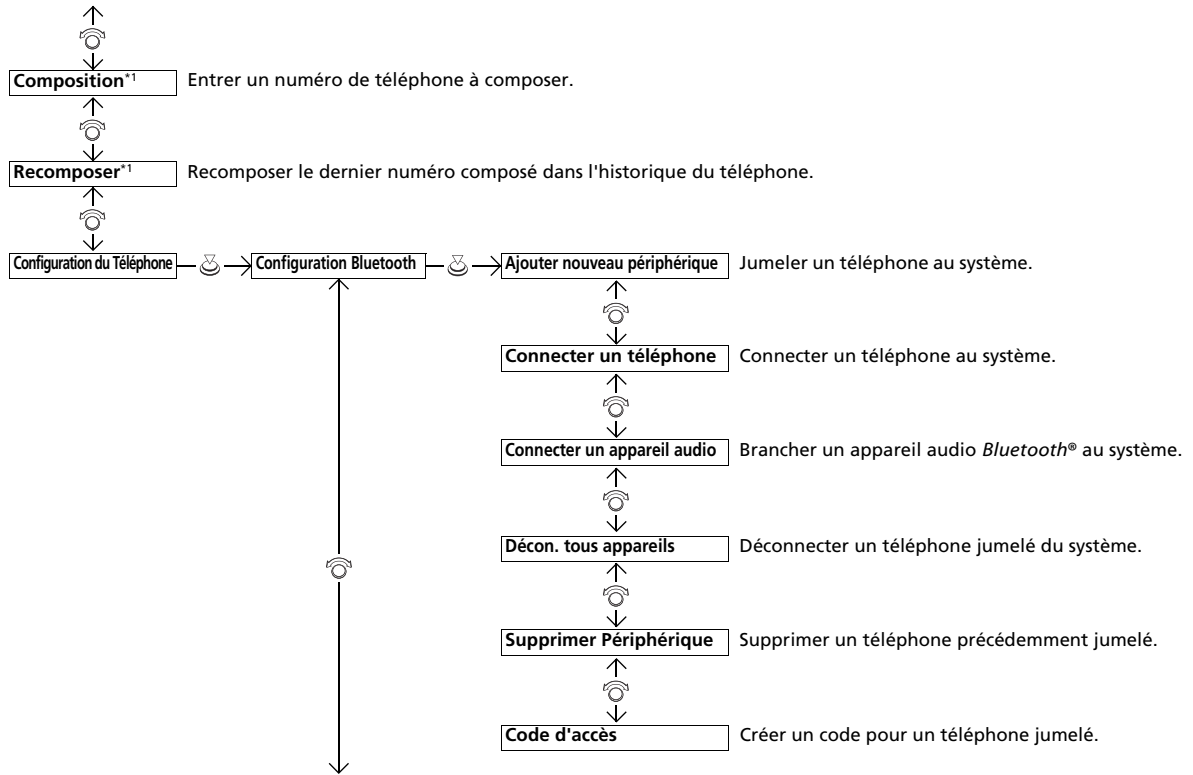 Composition*1 Entrer un numéro de téléphone à composer.
Recomposer*1 Recomposer le dernier numéro composé dans l'historique du téléphone.
Configuration du Téléphone Configuration Bluetooth Ajouter nouveau périphérique Jumeler un téléphone au système.
Connecter un téléphone Connecter un téléphone au système.
Connecter un appareil audio Brancher un appareil audio Bluetooth® au système.
Décon. tous appareils Déconnecter un téléphone jumelé du système.
Supprimer Périphérique Supprimer un téléphone précédemment jumelé.
Code d'accès Créer un code pour un téléphone jumelé.